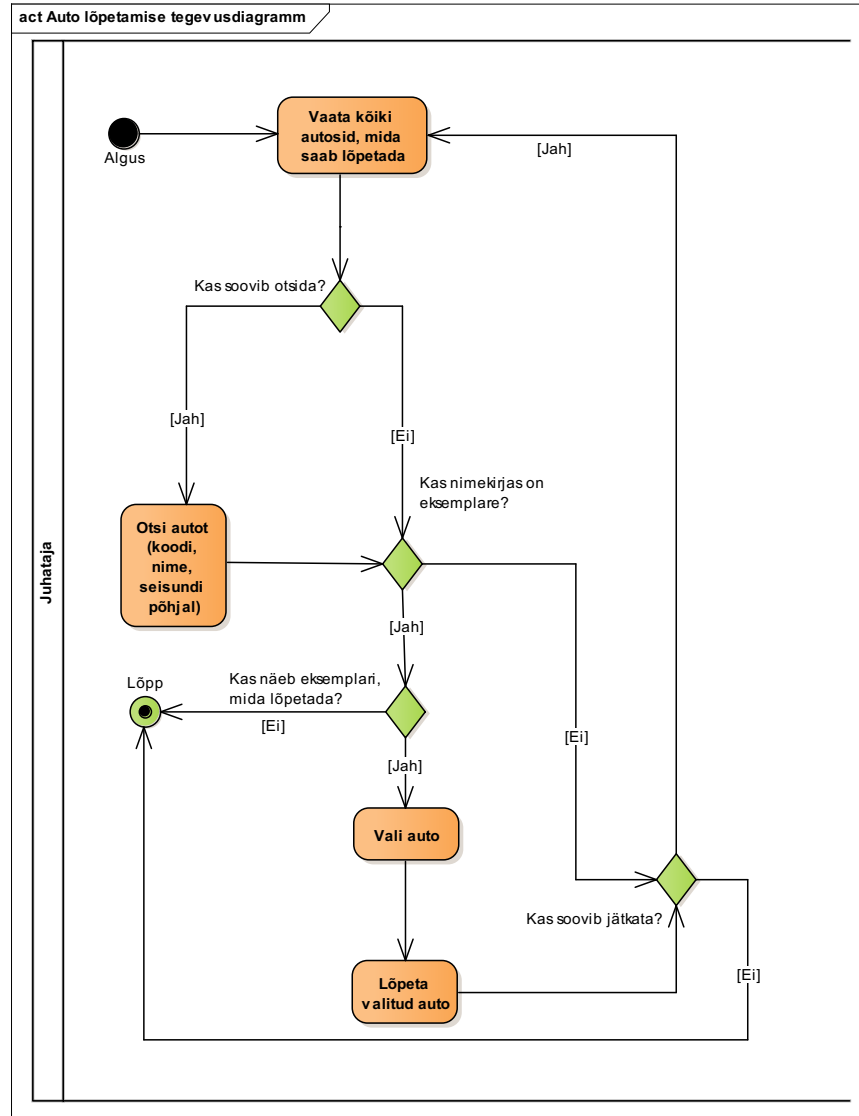 act Auto lõpetamise tegevusdiagramm
Juhataja
Algus
Vaata kõiki
autosid, mida
saab lõpetada
[Jah]
Kas soovib otsida?
[Jah]
[Ei]
Kas nimekirjas on
eksemplare?
Otsi autot
(koodi,
nime,
seisundi
põhjal)
[Jah]
Kas näeb eksemplari,
mida lõpetada?
Lõpp
[Ei]
[Ei]
[Jah]
Vali auto
Kas soovib jätkata?
[Ei]
Lõpeta
valitud auto